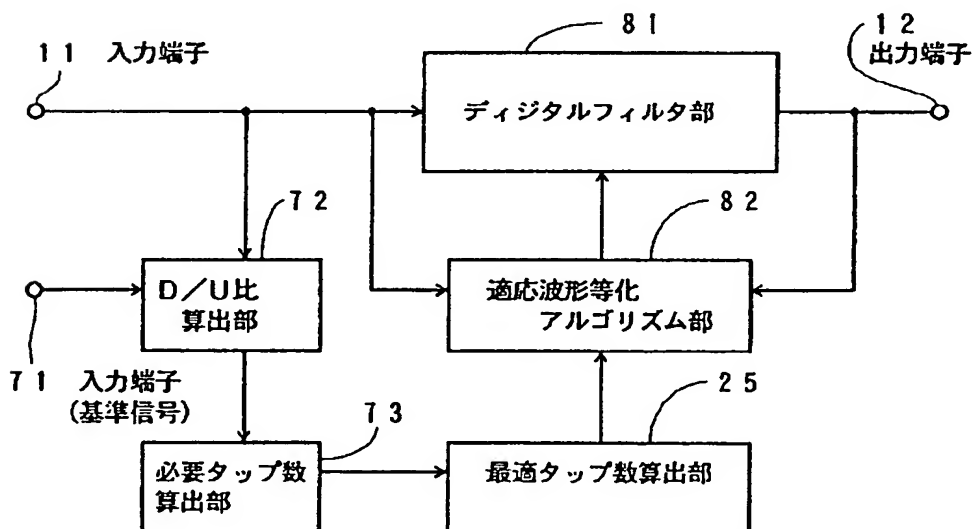 11 入力端子
81
12
出力端子
ディジタルフィルタ部
72
82
D/U比
算出部
適応波形等化
アルゴリズム部
71 入力端子
(基準信号)
73
25
必要タップ数
算出部
最適タップ数算出部